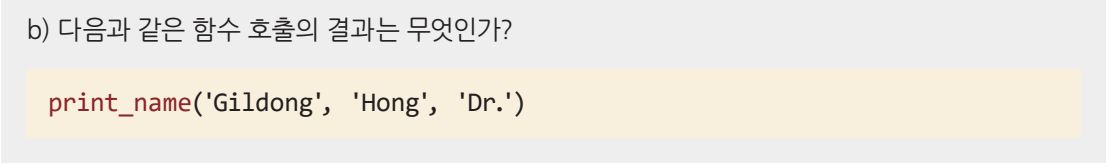 b) 다음과 같은 함수 호출의 결과는 무엇인가?
print_name('Gildong', 'Hong', 'Dr.')